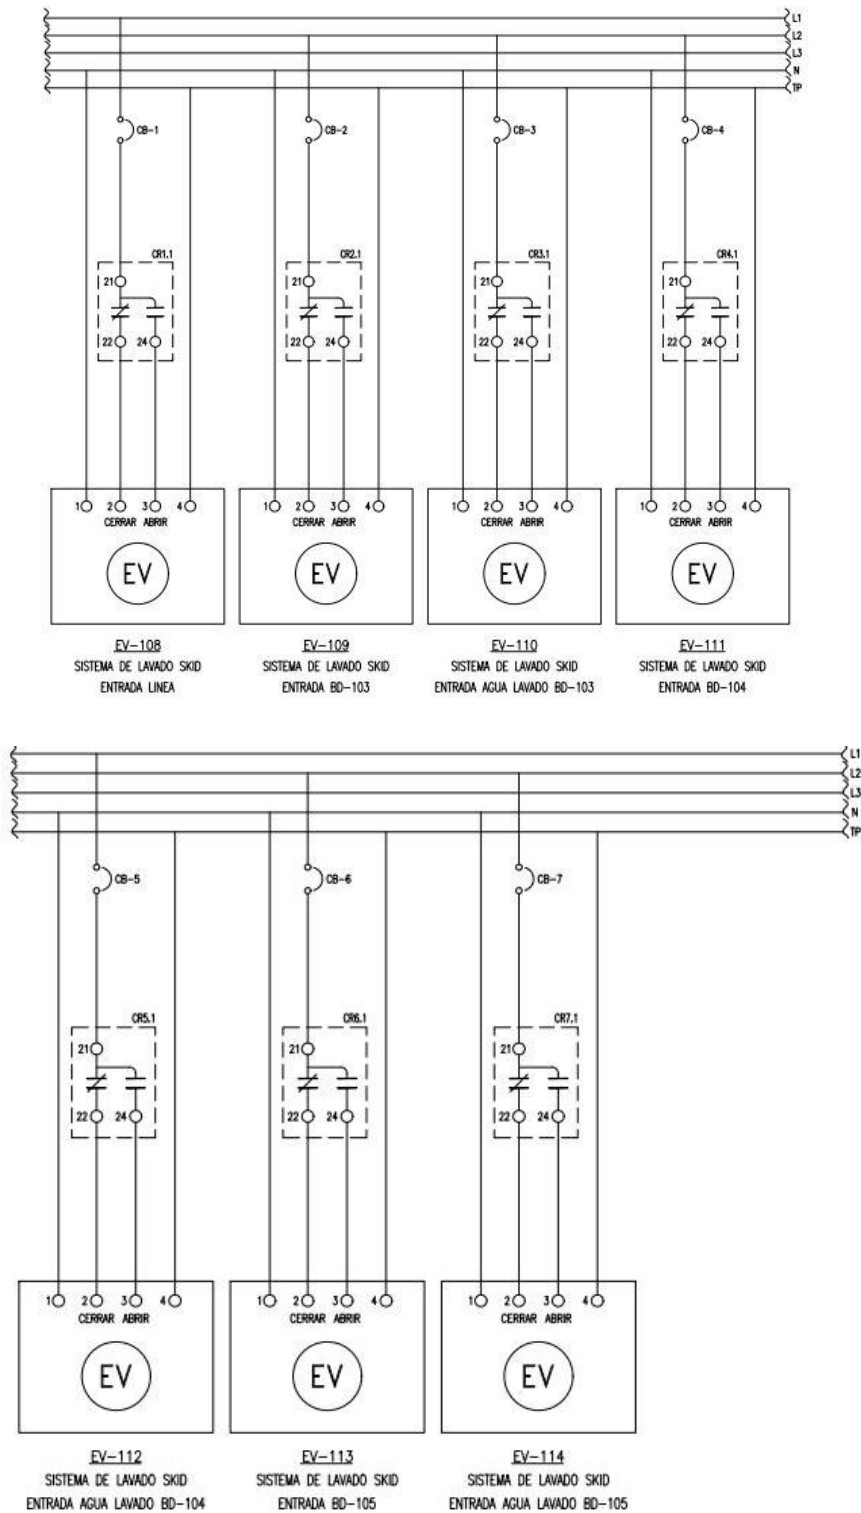 L1
L2
L3
N
TP
CB-1 CB-2 CB-3 CB-4
CR1.1 CR2.1 CR3.1 CR4.1
21 21 21 21
22 24 22 24 22 24 22 24
1 2 3 4 1 2 3 4 1 2 3 4 1 2 3 4
CERRAR ABRIR CERRAR ABRIR CERRAR ABRIR CERRAR ABRIR
EV EV EV EV
EV-108 EV-109 EV-110 EV-111
SISTEMA DE LAVADO SKID SISTEMA DE LAVADO SKID SISTEMA DE LAVADO SKID SISTEMA DE LAVADO SKID
ENTRADA LINEA ENTRADA BD-103 ENTRADA AGUA LAVADO BD-103 ENTRADA BD-104
L1
L2
L3
N
TP
CB-5 CB-6 CB-7
CR5.1 CR6.1 CR7.1
21 21 21
22 24 22 24 22 24
1 2 3 4 1 2 3 4 1 2 3 4
CERRAR ABRIR CERRAR ABRIR CERRAR ABRIR
EV EV EV
EV-112 EV-113 EV-114
SISTEMA DE LAVADO SKID SISTEMA DE LAVADO SKID SISTEMA DE LAVADO SKID
ENTRADA AGUA LAVADO BD-104 ENTRADA BD-105 ENTRADA AGUA LAVADO BD-105